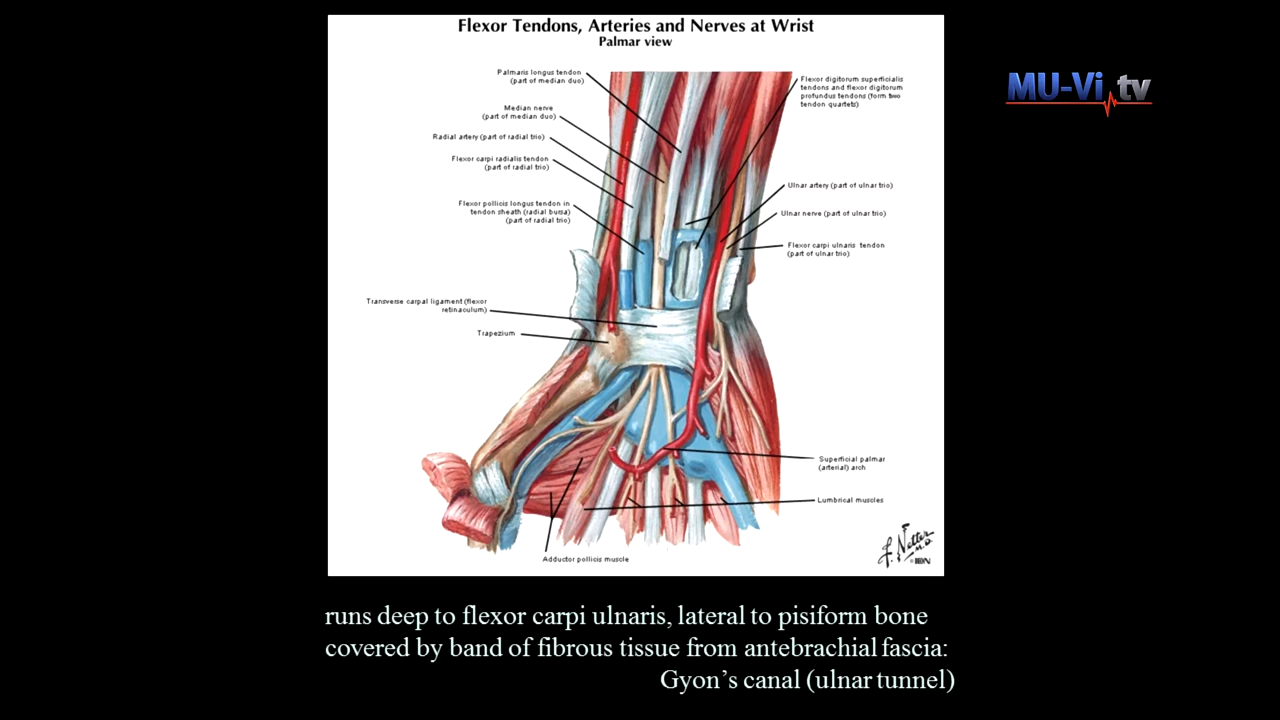 Flexor Tendons, Arteries and Nerves at Wrist
Palmar view
MU-Vi.tv
Palmaris longus tendon
(part of median duo)
Median nerve
(part of median duo)
Radial artery (part of radial trio)
Flexor carpi radialis tendon
(part of radial trio)
Flexor pollicis longus tendon in
tendon sheath (radial bursa)
(part of radial trio)
Transverse carpal ligament (flexor
retinaculum)
Trapezium
Flexor digitorum superficialis
tendons and flexor digitorum
profundus tendons (form two
tendon quartets)
Ulnar artery (part of ulnar trio)
Ulnar nerve (part of ulnar trio)
Flexor carpi ulnaris tendon
(part of ulnar trio)
Superficial palmar
(arterial) arch
Lumbrical muscles
Adductor pollicis muscle
F. Netter
M.D.
©
runs deep to flexor carpi ulnaris, lateral to pisiform bone
covered by band of fibrous tissue from antebrachial fascia:
Gyon's canal (ulnar tunnel)